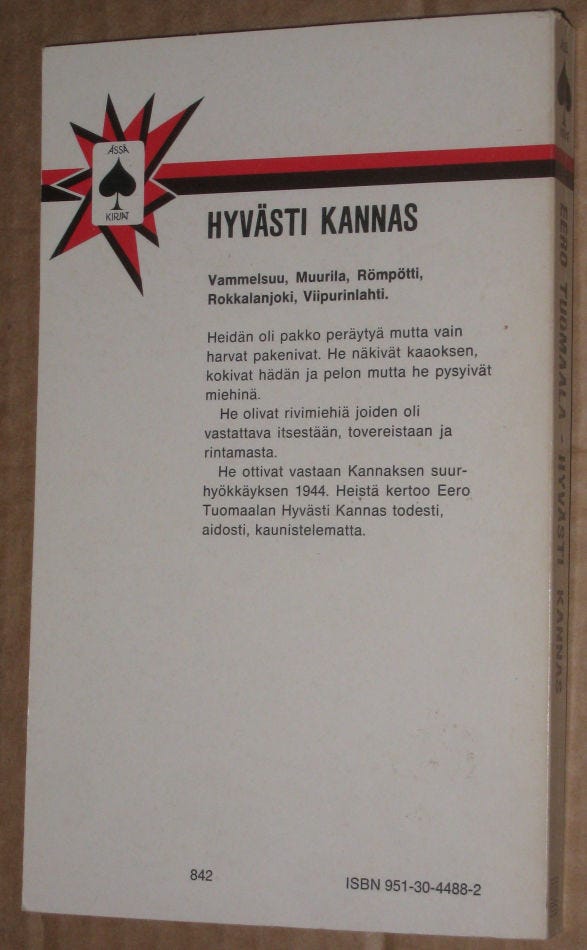 ÄSSÄ
KIRJAT
HYVÄSTI KANNAS
Vammelsuu, Muurila, Römpötti,
Rokkalanjoki, Viipurinlahti.
Heidän oli pakko peräytyä mutta vain
harvat pakenivat. He näkivät kaaoksen,
kokivat hädän ja pelon mutta he pysyivät
miehinä.
He olivat rivimiehiä joiden oli
vastattava itsestään, tovereistaan ja
rintamasta.
He ottivat vastaan Kannaksen suur-
hyökkäyksen 1944. Heistä kertoo Eero
Tuomaalan Hyvästi Kannas todesti,
aidosti, kaunistelematta.
842
ISBN 951-30-4488-2
EERO TUOMAALA - HYVÄSTI KANNAS